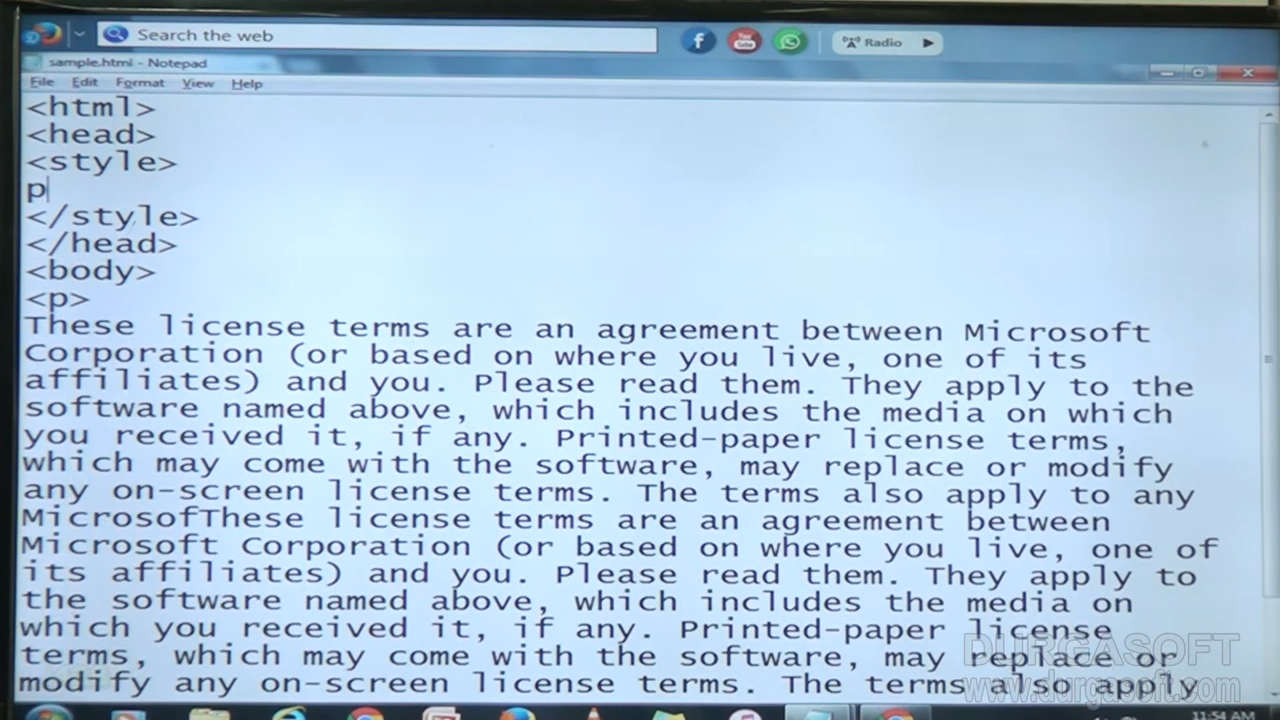 Search the web
f
You Tube
Radio
sample.html - Notepad
File Edit Format View Help
<html>
<head>
<style>
p
</style>
</head>
<body>
<p>
These license terms are an agreement between Microsoft
Corporation (or based on where you live, one of its
affiliates) and you. Please read them. They apply to the
software named above, which includes the media on which
you received it, if any. Printed-paper license terms,
which may come with the software, may replace or modify
any on-screen license terms. The terms also apply to any
MicrosofThese license terms are an agreement between
Microsoft Corporation (or based on where you live, one of
its affiliates) and you. Please read them. They apply to
the software named above, which includes the media on
which you received it, if any. Printed-paper license
terms, which may come with the software, may replace or
modify any on-screen license terms. The terms also apply
DURGASOFT
www.durgasoft.com
11:54 AM